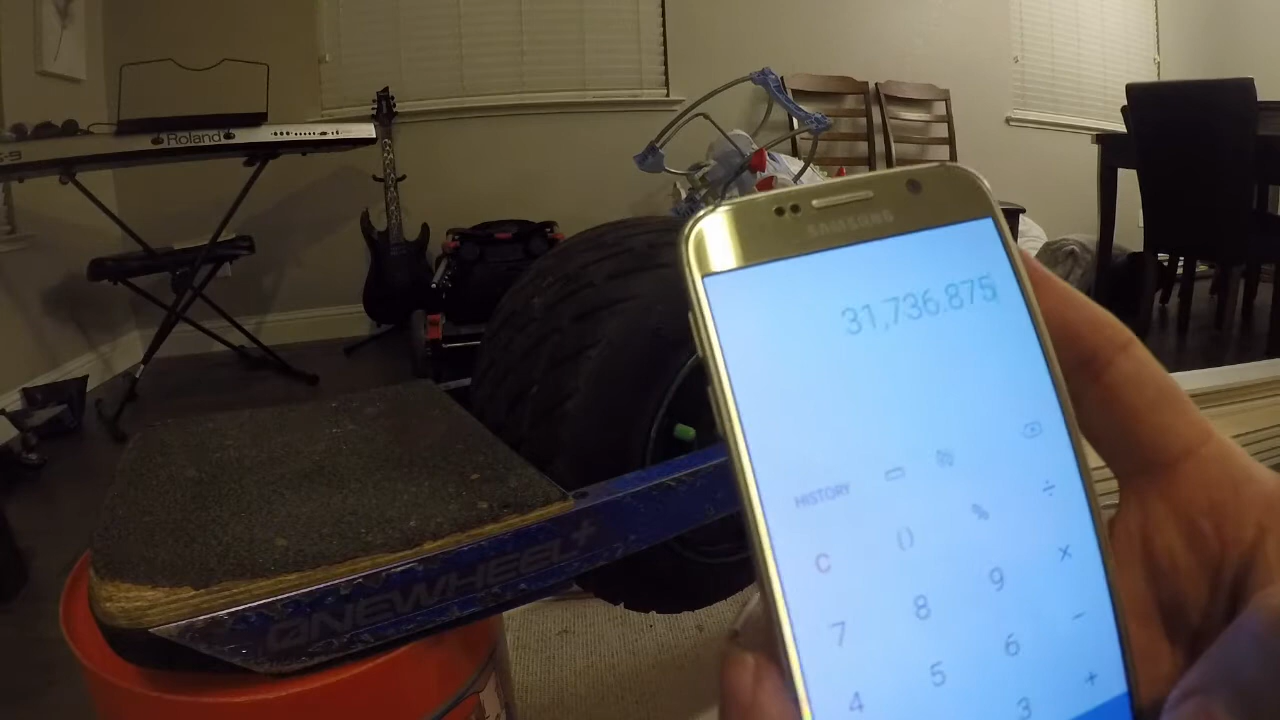 Roland
SAMSUNG
31,736.875
HISTORY
C
()
%
÷
7
8
9
×
4
5
6
−
3
+
ONEWHEEL+